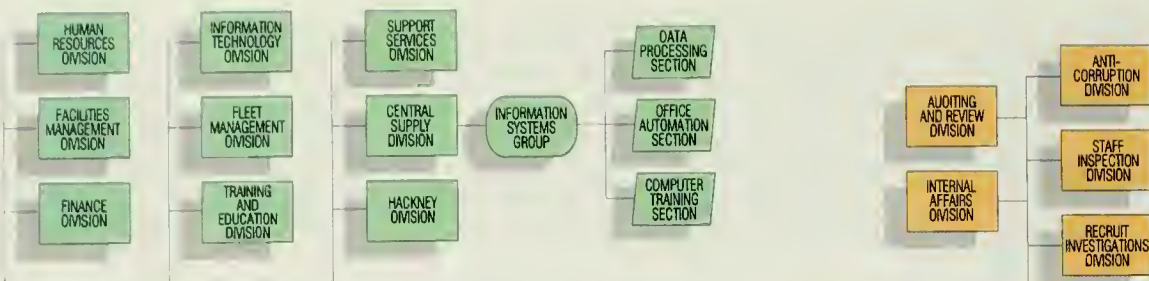 HUMAN
RESOURCES
DIVISION
INFORMATION
TECHNOLOGY
DIVISION
SUPPORT
SERVICES
DIVISION
DATA
PROCESSING
SECTION
FACILITIES
MANAGEMENT
DIVISION
FLEET
MANAGEMENT
DIVISION
CENTRAL
SUPPLY
DIVISION
INFORMATION
SYSTEMS
GROUP
OFFICE
AUTOMATION
SECTION
FINANCE
DIVISION
TRAINING
AND
EDUCATION
DIVISION
HACKNEY
DIVISION
COMPUTER
TRAINING
SECTION
AUDITING
AND REVIEW
DIVISION
ANTI-
CORRUPTION
DIVISION
STAFF
INSPECTION
DIVISION
INTERNAL
AFFAIRS
DIVISION
RECRUIT
INVESTIGATIONS
DIVISION